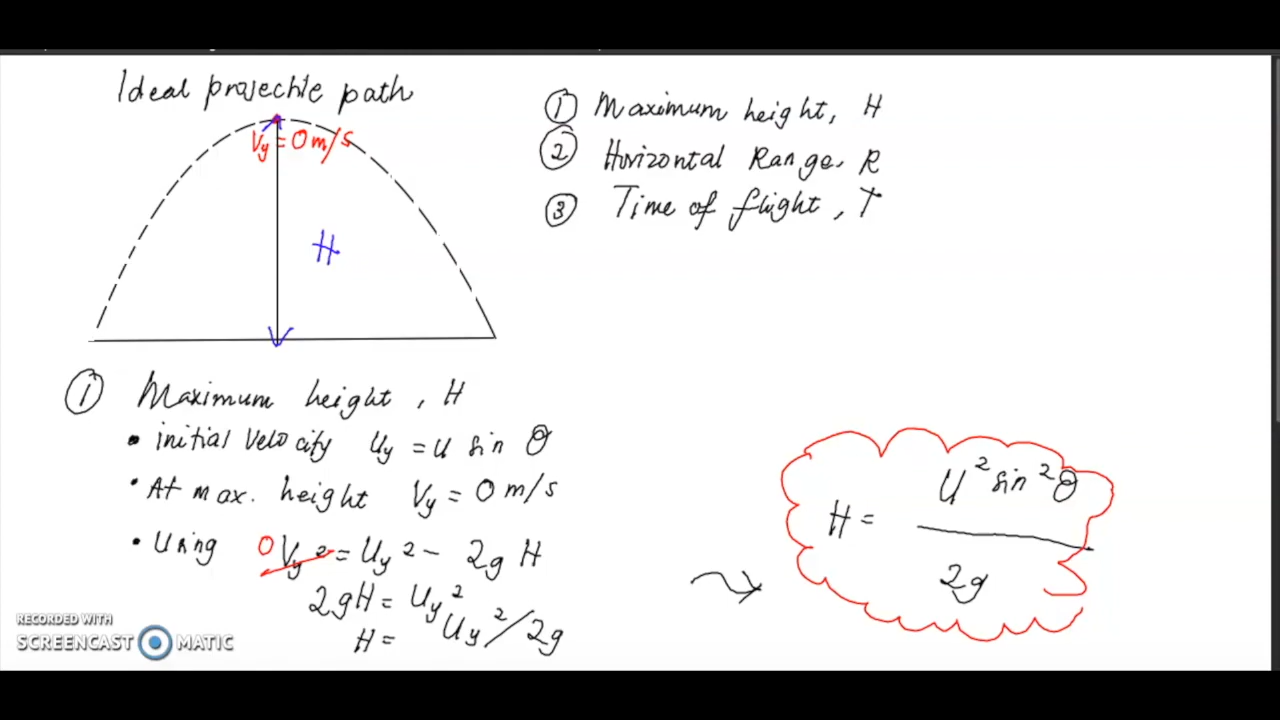 Ideal projectile path
Vy = 0 m/s
H
① Maximum height, H
② Horizontal Range, R
③ Time of flight, T
① Maximum height, H
• initial velocity Uy = U sin θ
• At max. height Vy = 0 m/s
• Using 0 Vy² = Uy² - 2g H
2gH = Uy²
H = Uy²/2g
H = U² sin² θ / 2g
RECORDED WITH
SCREENCAST MATIC